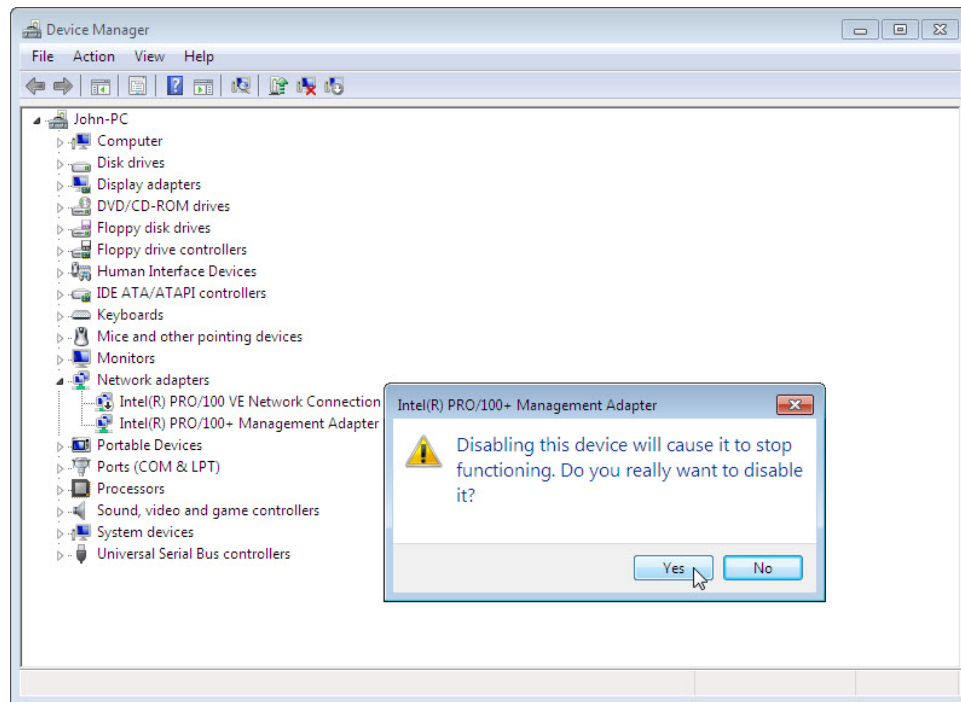 Device Manager
File Action View Help
John-PC
Computer
Disk drives
Display adapters
DVD/CD-ROM drives
Floppy disk drives
Floppy drive controllers
Human Interface Devices
IDE ATA/ATAPI controllers
Keyboards
Mice and other pointing devices
Monitors
Network adapters
Intel(R) PRO/100 VE Network Connection
Intel(R) PRO/100+ Management Adapter
Portable Devices
Ports (COM & LPT)
Processors
Sound, video and game controllers
System devices
Universal Serial Bus controllers
Intel(R) PRO/100+ Management Adapter
Disabling this device will cause it to stop
functioning. Do you really want to disable
it?
Yes No